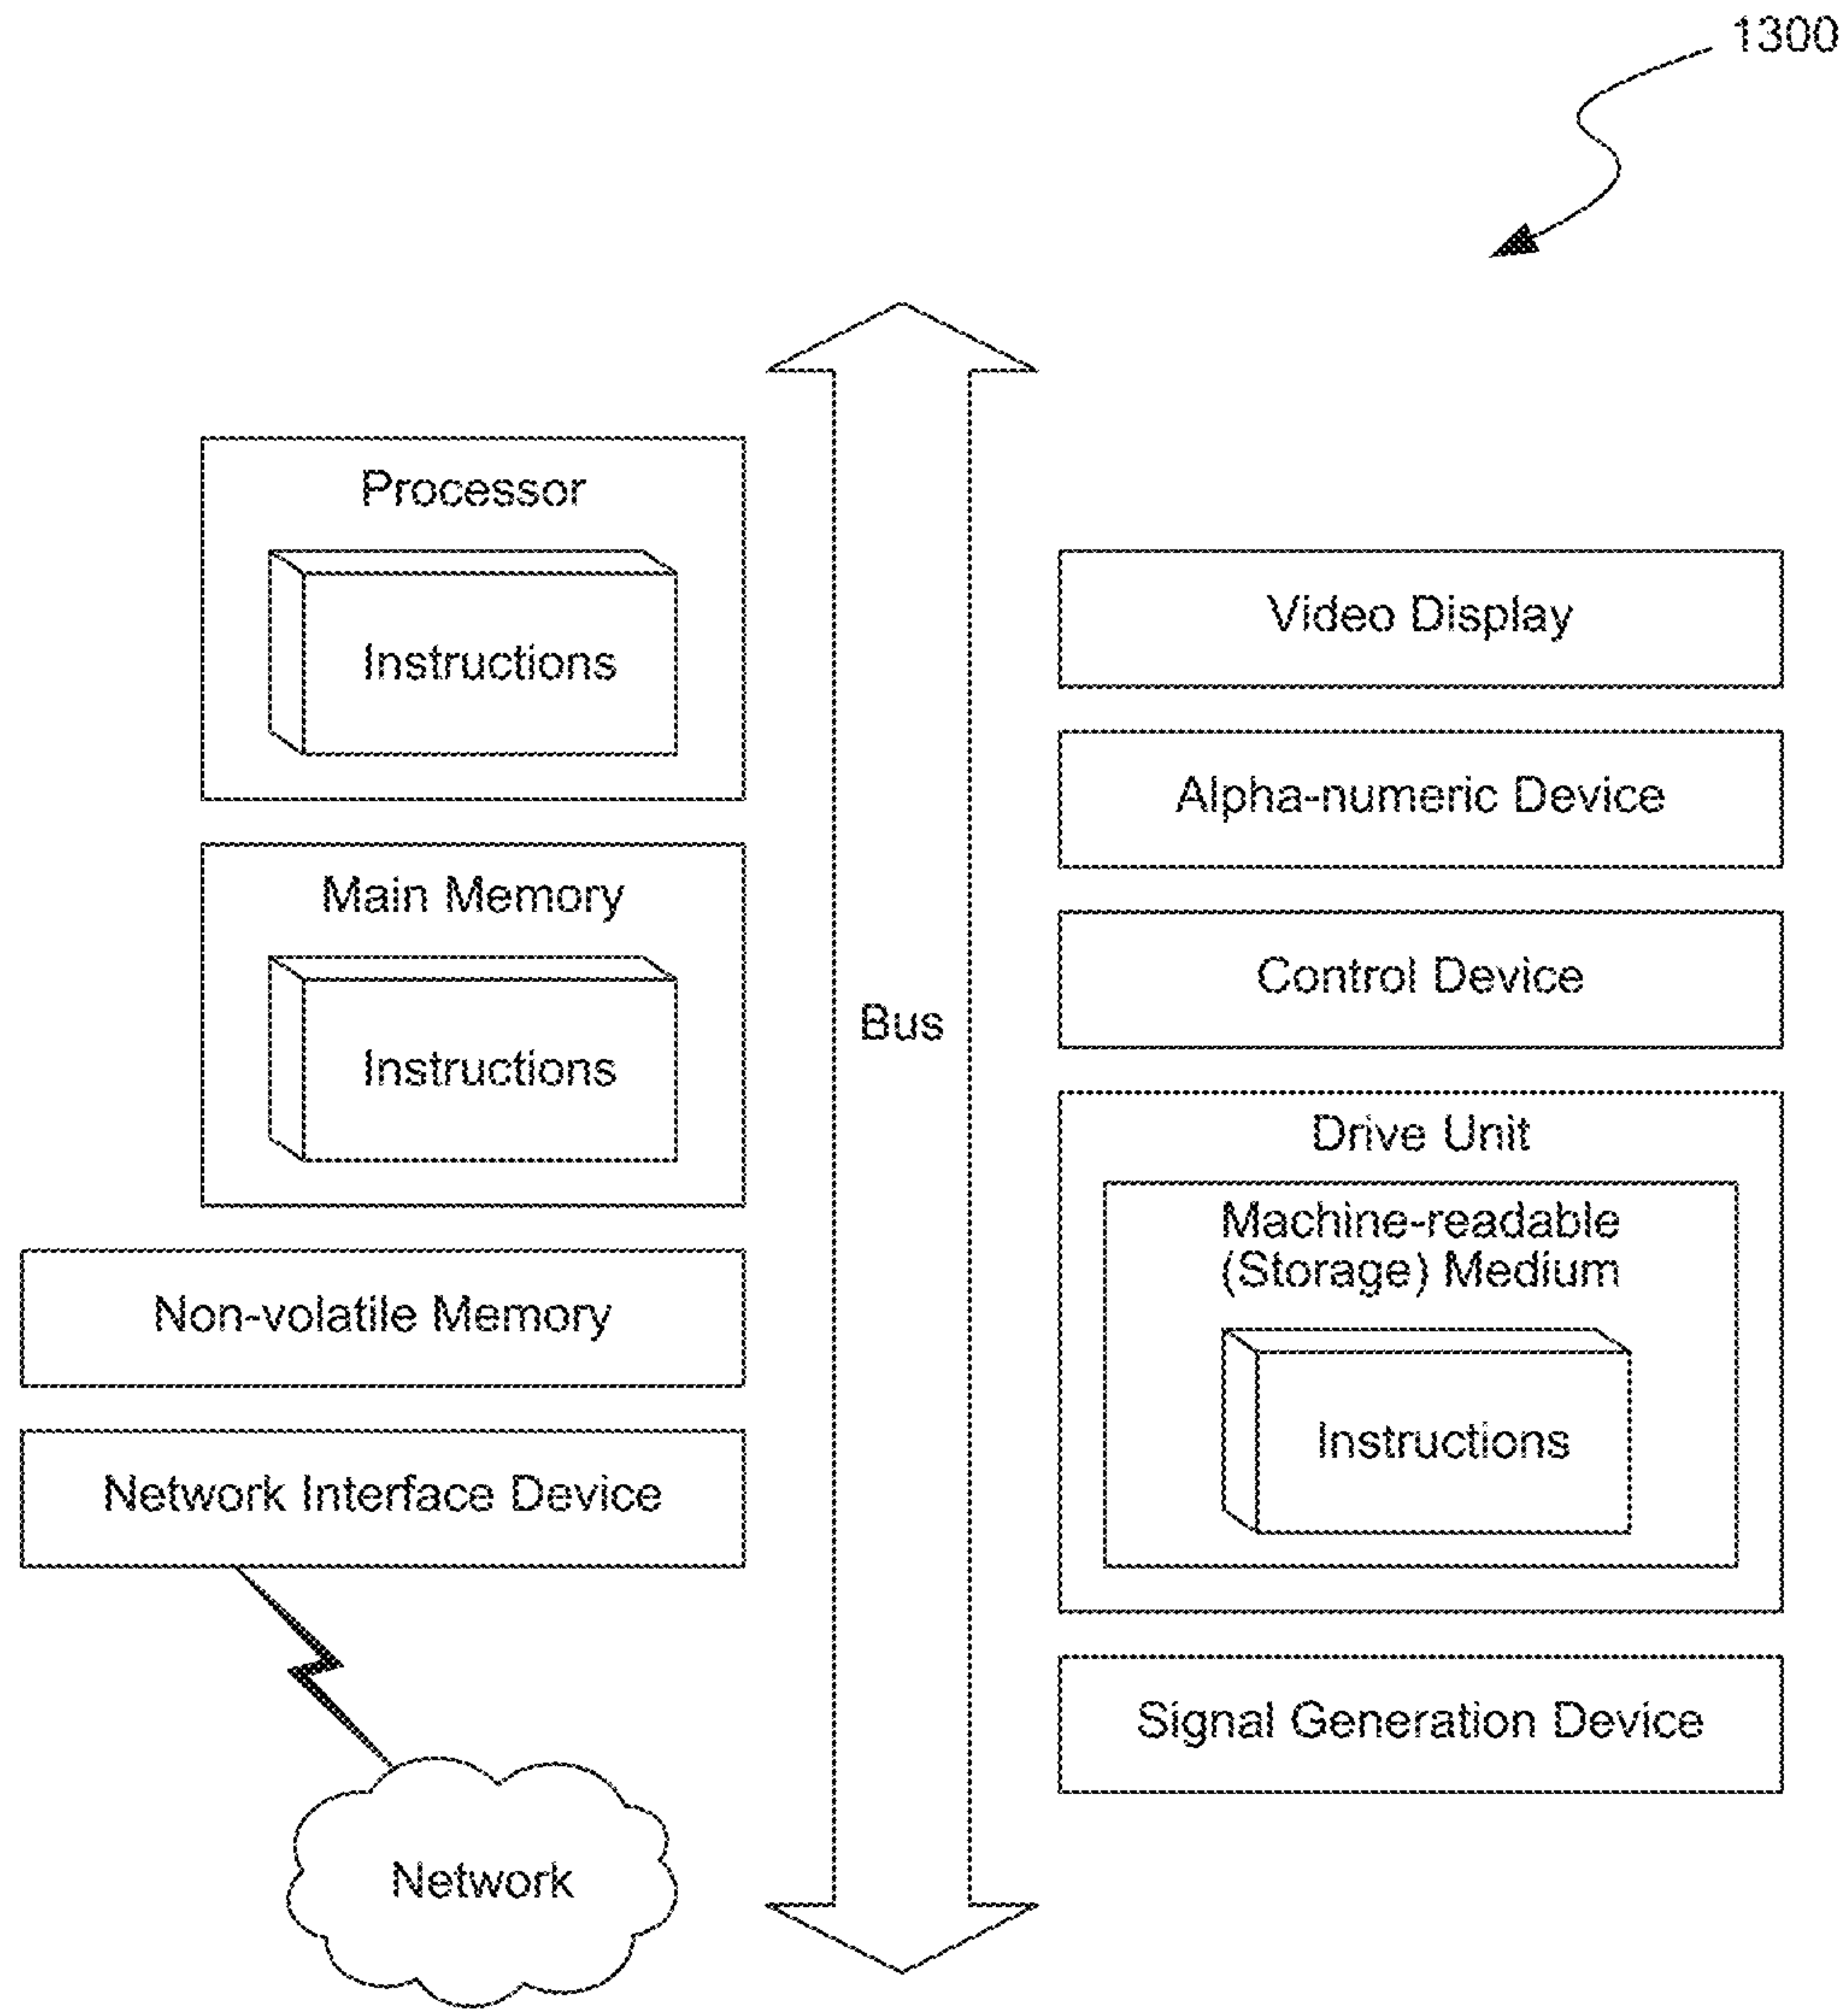 1300
Processor
Instructions
Main Memory
Instructions
Non-volatile Memory
Network Interface Device
Network
Bus
Video Display
Alpha-numeric Device
Control Device
Drive Unit
Machine-readable
(Storage) Medium
Instructions
Signal Generation Device